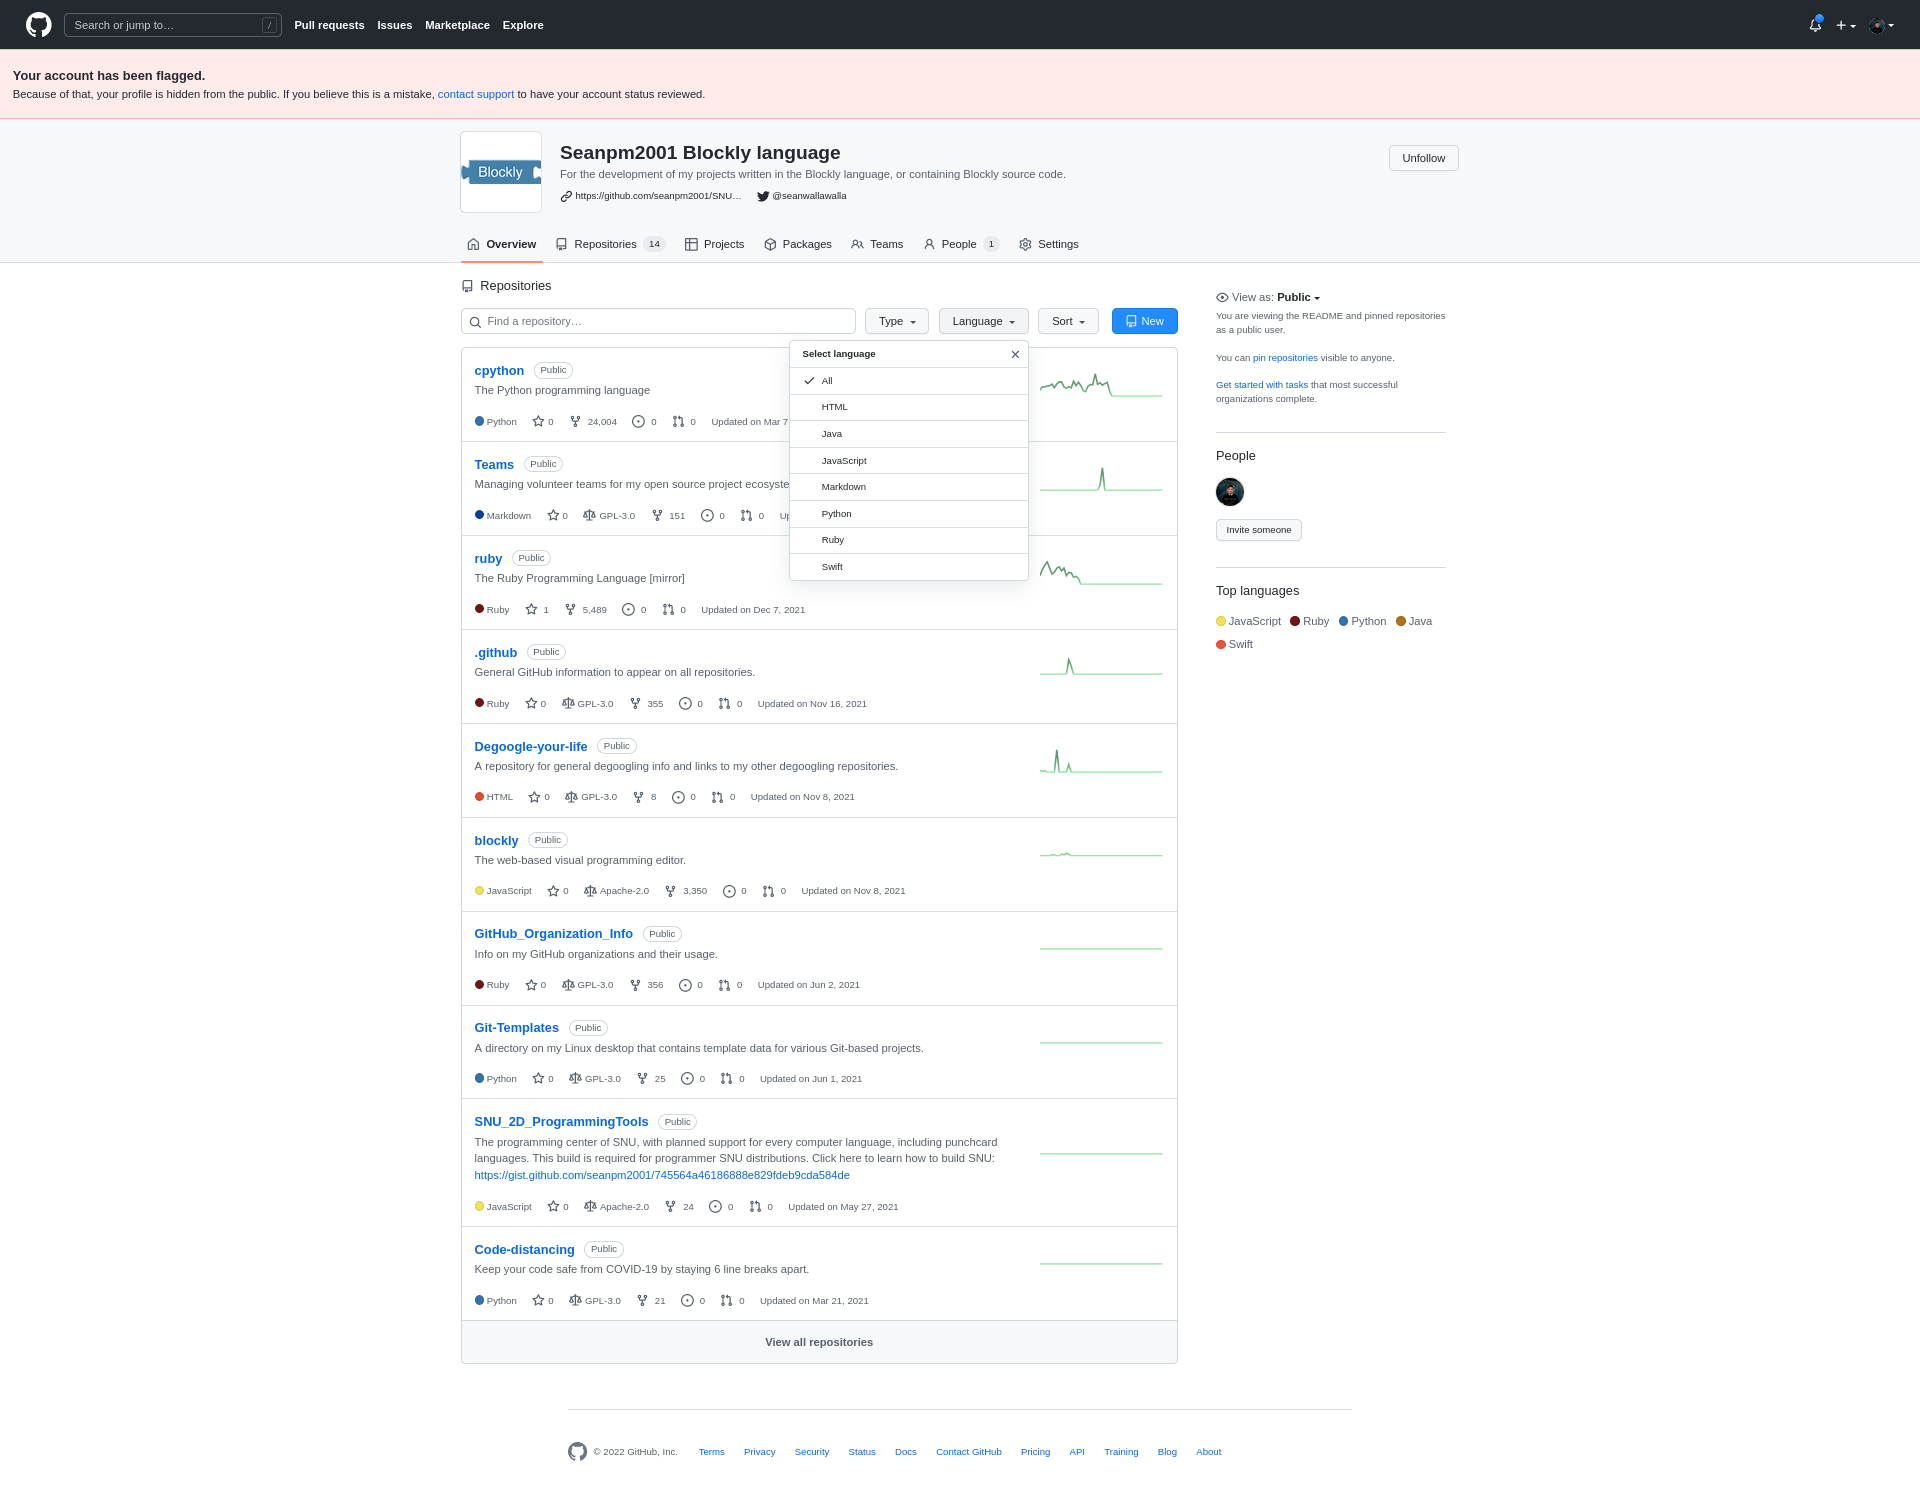 Search or jump to… /
Pull requests Issues Marketplace Explore
Your account has been flagged.
Because of that, your profile is hidden from the public. If you believe this is a mistake, contact support to have your account status reviewed.
Blockly
Seanpm2001 Blockly language
For the development of my projects written in the Blockly language, or containing Blockly source code.
https://github.com/seanpm2001/SNU… @seanwallawalla
Unfollow
Overview Repositories 14 Projects Packages Teams People 1 Settings
Repositories
Find a repository… Type Language Sort New
Select language
All
HTML
Java
JavaScript
Markdown
Python
Ruby
Swift
cpython Public
The Python programming language
Python 0 24,004 0 0 Updated on Mar 7
Teams Public
Managing volunteer teams for my open source project ecosyste
Markdown 0 GPL-3.0 151 0 0 Up
ruby Public
The Ruby Programming Language [mirror]
Ruby 1 5,489 0 0 Updated on Dec 7, 2021
.github Public
General GitHub information to appear on all repositories.
Ruby 0 GPL-3.0 355 0 0 Updated on Nov 16, 2021
Degoogle-your-life Public
A repository for general degoogling info and links to my other degoogling repositories.
HTML 0 GPL-3.0 8 0 0 Updated on Nov 8, 2021
blockly Public
The web-based visual programming editor.
JavaScript 0 Apache-2.0 3,350 0 0 Updated on Nov 8, 2021
GitHub_Organization_Info Public
Info on my GitHub organizations and their usage.
Ruby 0 GPL-3.0 356 0 0 Updated on Jun 2, 2021
Git-Templates Public
A directory on my Linux desktop that contains template data for various Git-based projects.
Python 0 GPL-3.0 25 0 0 Updated on Jun 1, 2021
SNU_2D_ProgrammingTools Public
The programming center of SNU, with planned support for every computer language, including punchcard
languages. This build is required for programmer SNU distributions. Click here to learn how to build SNU:
https://gist.github.com/seanpm2001/745564a46186888e829fdeb9cda584de
JavaScript 0 Apache-2.0 24 0 0 Updated on May 27, 2021
Code-distancing Public
Keep your code safe from COVID-19 by staying 6 line breaks apart.
Python 0 GPL-3.0 21 0 0 Updated on Mar 21, 2021
View all repositories
View as: Public
You are viewing the README and pinned repositories
as a public user.
You can pin repositories visible to anyone.
Get started with tasks that most successful
organizations complete.
People
Invite someone
Top languages
JavaScript Ruby Python Java
Swift
© 2022 GitHub, Inc. Terms Privacy Security Status Docs Contact GitHub Pricing API Training Blog About